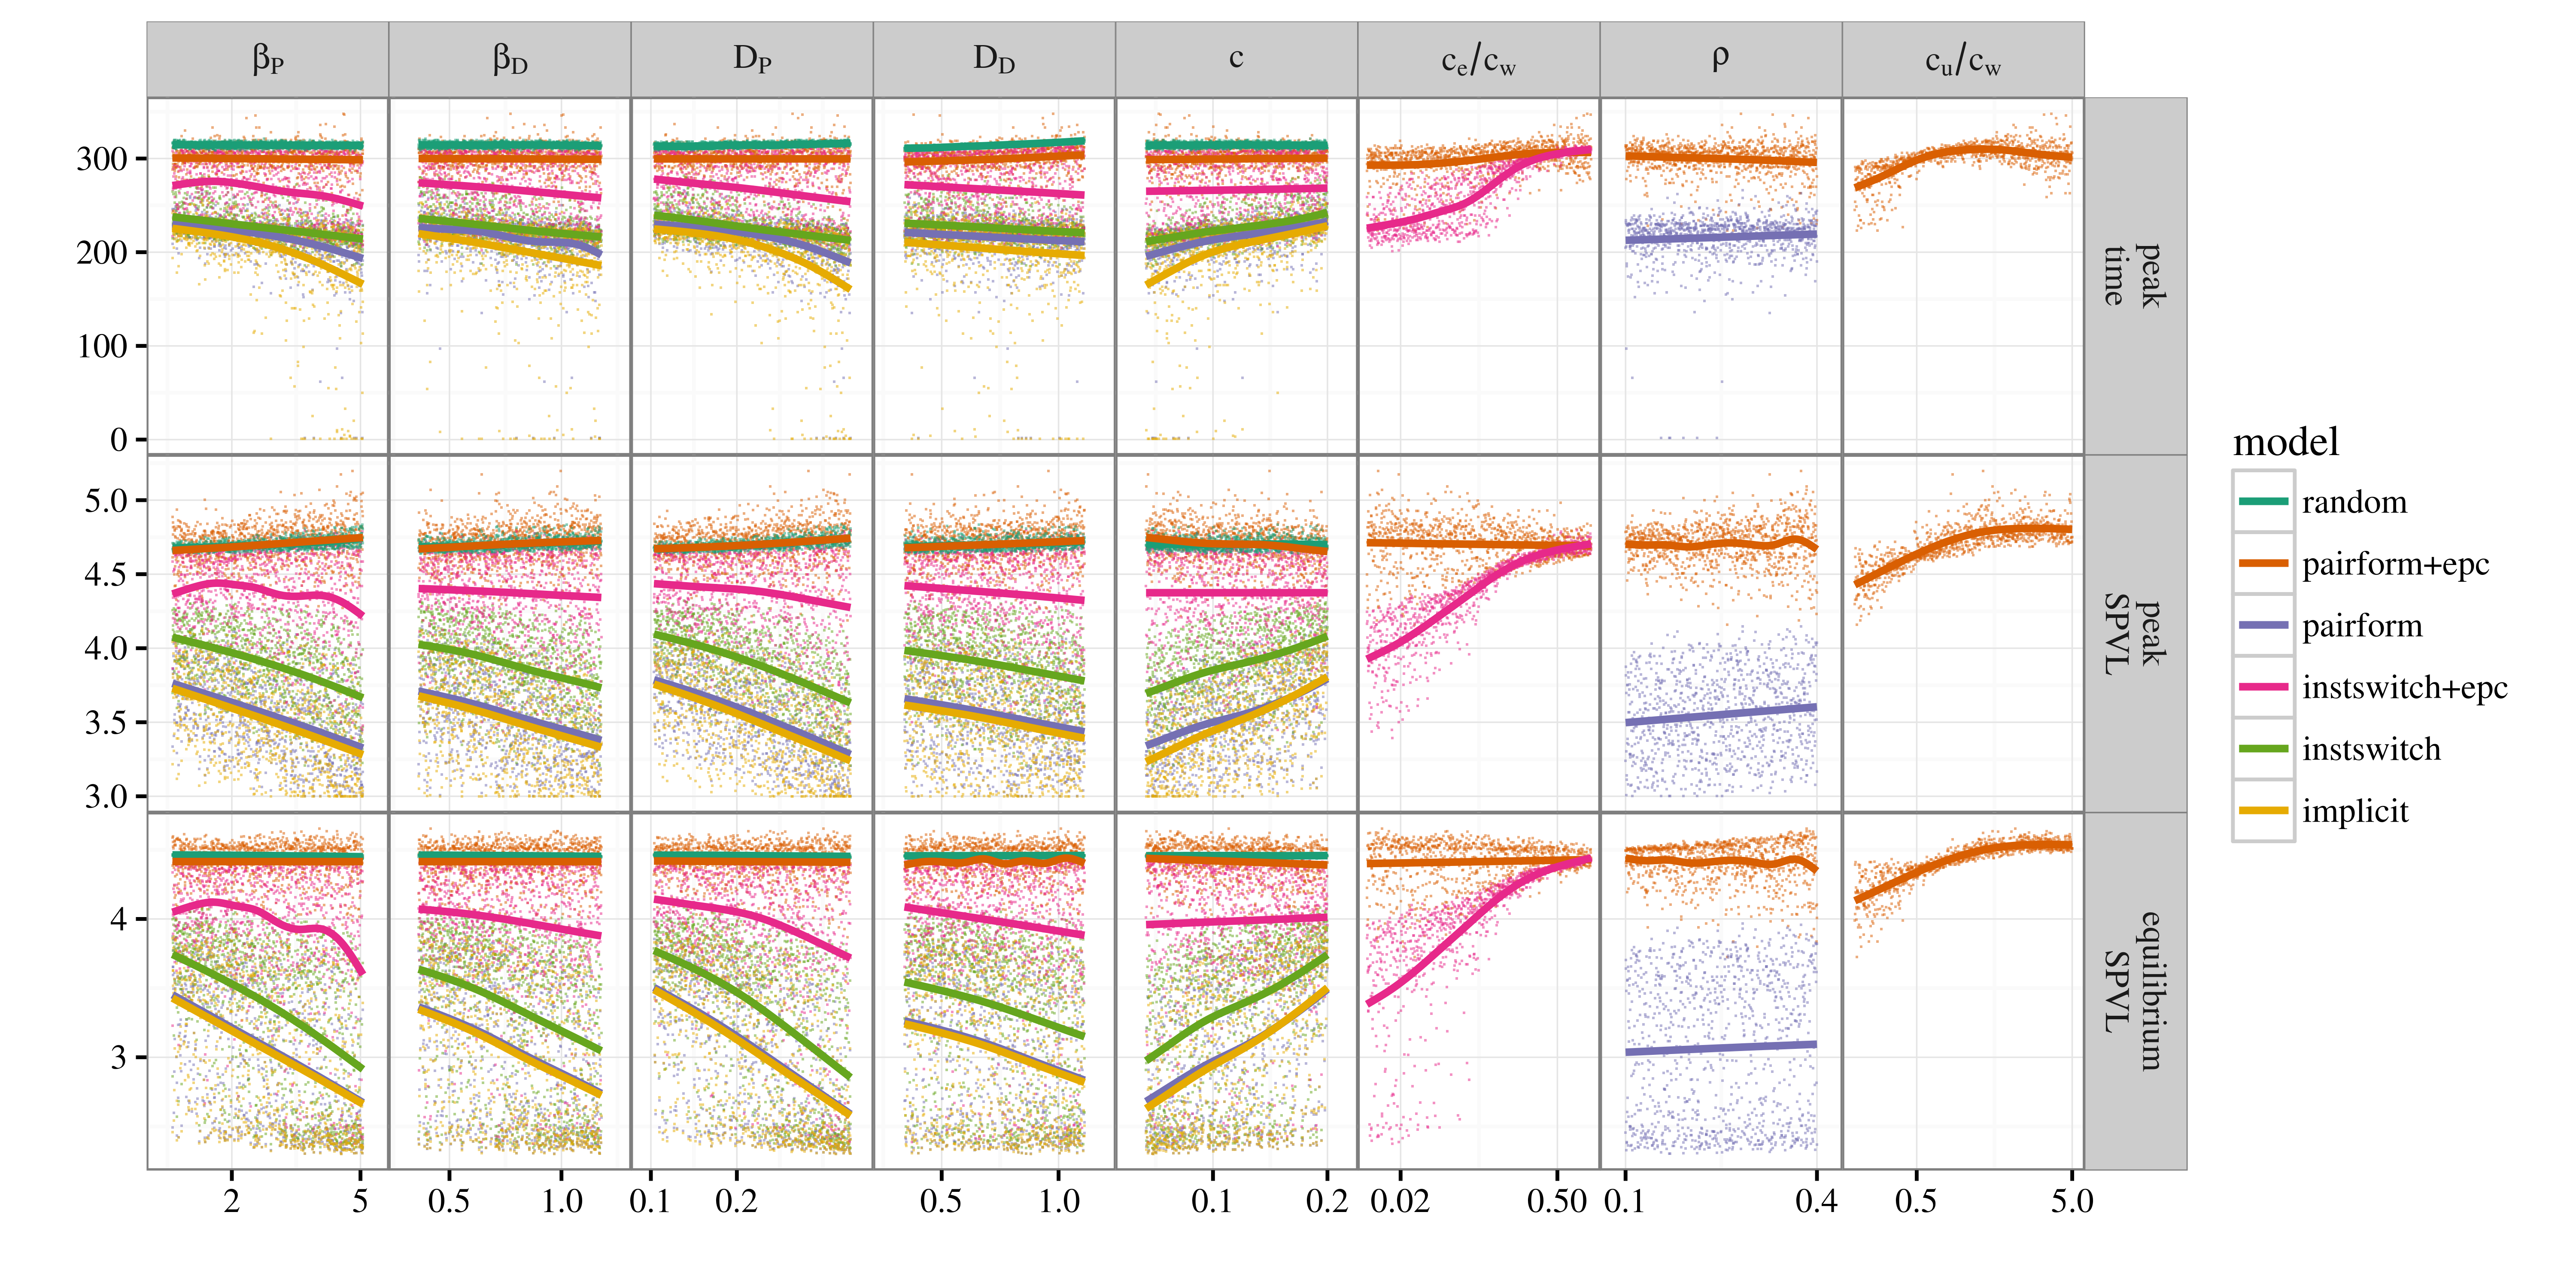 βP βD DP DD c ce/cw ρ cu/cw
300
200
100
0
peak
time
5.0
4.5
4.0
3.5
3.0
peak
SPVL
4
3
equilibrium
SPVL
2 5 0.5 1.0 0.1 0.2 0.5 1.0 0.1 0.2 0.02 0.50 0.1 0.4 0.5 5.0
model
random
pairform+epc
pairform
instswitch+epc
instswitch
implicit